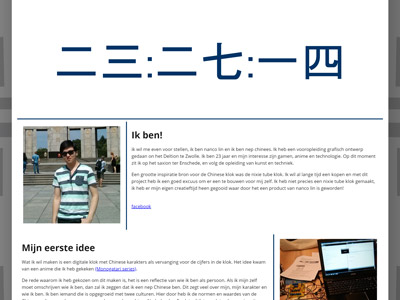 二三:二七:一四
Ik ben!
Ik wil me even voor stellen, ik ben narco lin en ik ben nep chinees. Ik heb een vooropleiding grafisch ontwerp
gedaan op het Deltion te Zwolle. Ik ben 23 jaar en mijn interesse zijn gamen, anime en technologie. Op dit moment
zit ik op het saxion ter Enschede, en volg de opleiding van kunst en techniek.
Een grootte inspiratie bron voor de Chinese klok was de nixie tube klok. Ik wil al lange tijd een kopen en met dit
project heb ik een goed excuus om er een te bouwen voor mij zelf. Ik heb niet precies een nixie tube klok gemaakt,
ik heb er mijn eigen creativiteit heen gegooid waar door het een product van narco lin is geworden!
facebook
Mijn eerste idee
Wat ik wil maken is een digitale klok met Chinese karakters als vervanging voor de cijfers in de klok. Het idee kwam
van een anime die ik heb gekeken (Monogatari series).
De reden waarom ik heb gekozen om dit maken, is het is een reflectie van wie ik ben als persoon. Als ik mijn zelf
moet omschrijven wie ik ben, dan zal ik zeggen dat ik een nep Chinese ben. Dit zegt veel over mijn, mijn karakter en
wie ik ben. Ik ben iemand die is opgegroeid met twee culturen. Hier door heb ik de normen en waardes van de